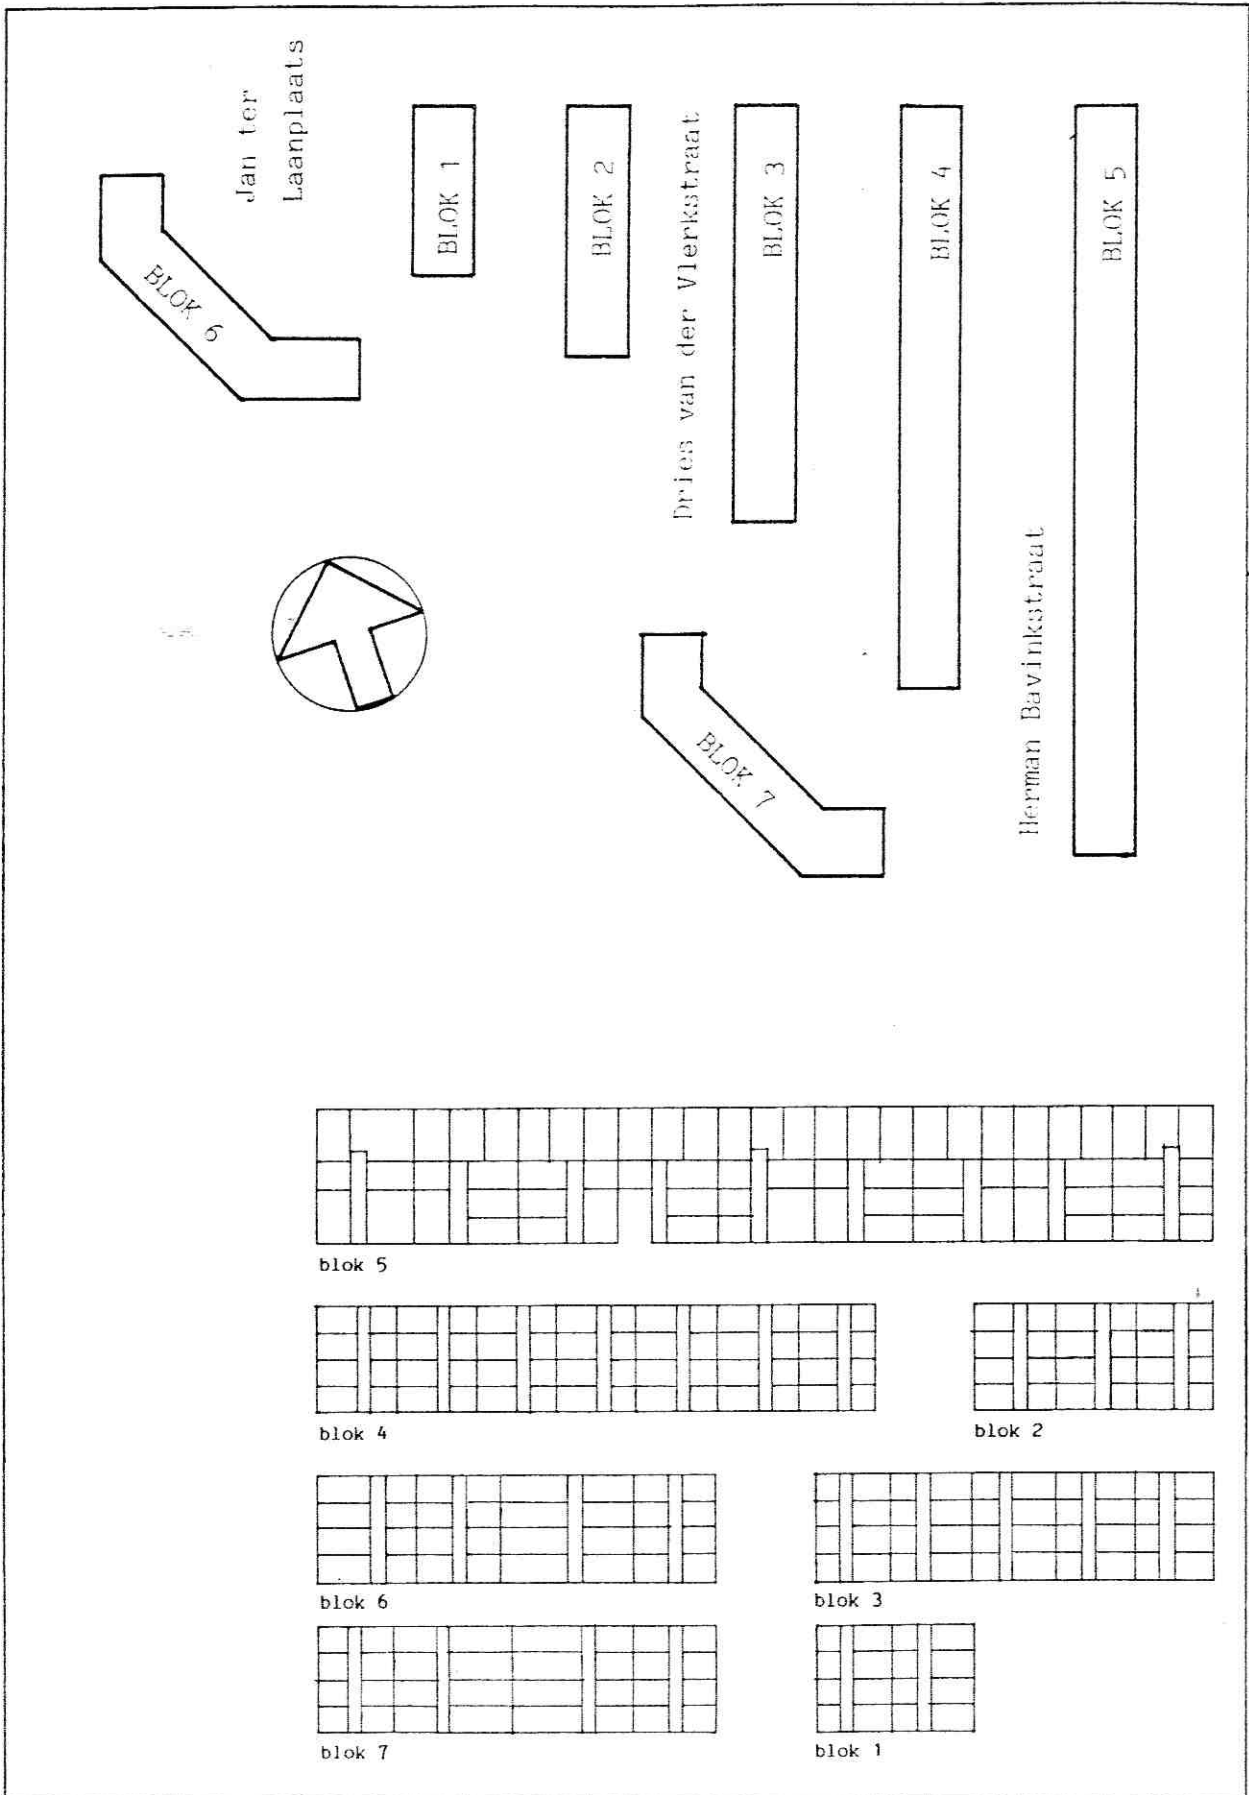 Jan ter
Laanplaats
BLOK 6
BLOK 1
BLOK 2
Dries van der Vlerkstraat
BLOK 3
BLOK 4
BLOK 5
BLOK 7
Herman Bavinkstraat
blok 5
blok 4
blok 2
blok 6
blok 3
blok 7
blok 1